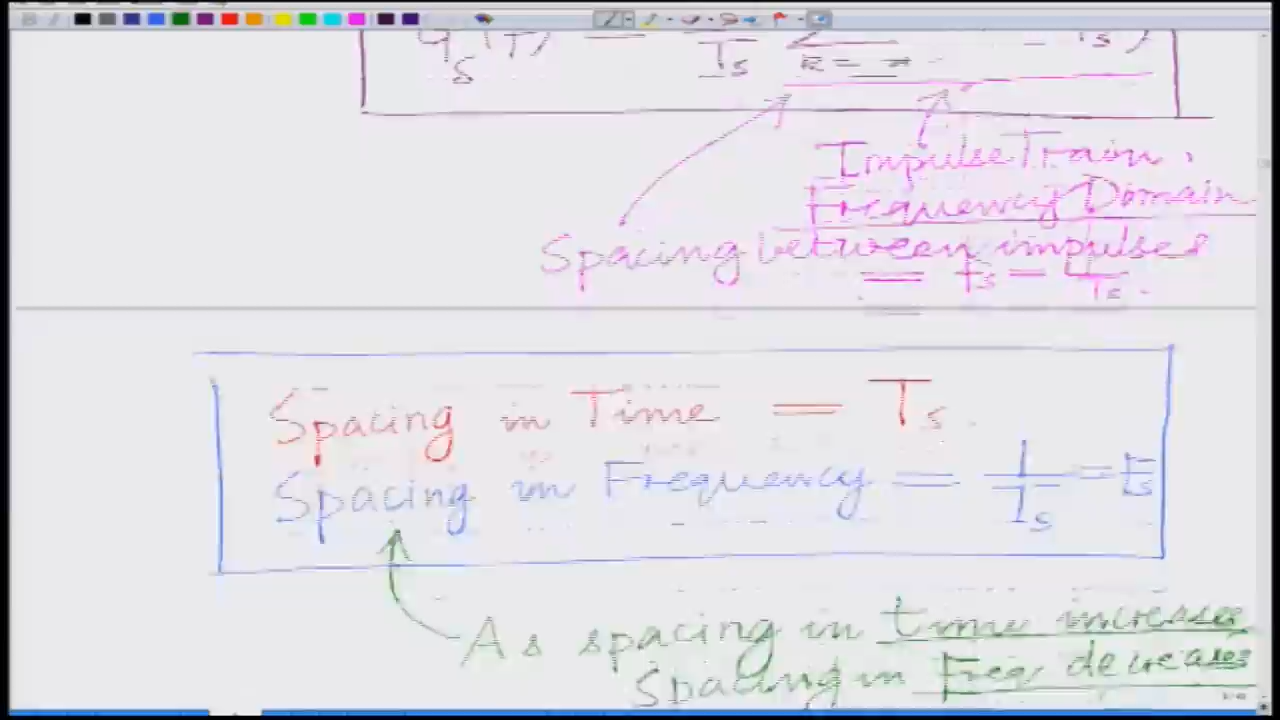 Ts k = -∞
Impulse Train.
Frequency Domain
Spacing between impulses
= fs = 1/Ts.
Spacing in Time = Ts.
Spacing in Frequency = 1/Ts = Fs
As spacing in time increases
Spacing in Freq decreases